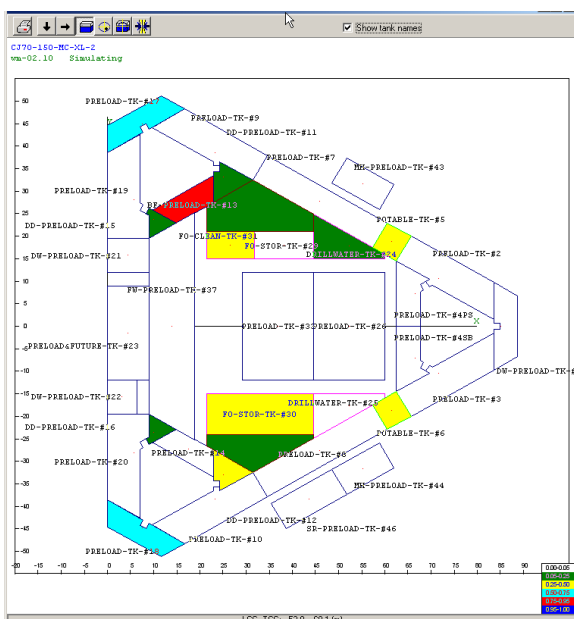 Show tank names
CJ70-150-MC-XL-2
wm-02.10 Simulating
PRELOAD-TK-#17
PRELOAD-TK-#9
DD-PRELOAD-TK-#11
PRELOAD-TK-#7
MH-PRELOAD-TK-#43
PRELOAD-TK-#19
BF-PRELOAD-TK-#13
POTABLE-TK-#5
FO-CLEAN-TK-#31
FO-STOR-TK-#29
DRILLWATER-TK-#24
PRELOAD-TK-#2
FW-PRELOAD-TK-#37
PRELOAD-TK-#4PS
X
PRELOAD-TK-#26
PRELOAD-TK-#4SB
PRELOAD&FUTURE-TK-#23
DW-PRELOAD-TK-#
DW-PRELOAD-TK-#22
DRILLWATER-TK-#25
PRELOAD-TK-#3
FO-STOR-TK-#30
POTABLE-TK-#6
PRELOAD-TK-#8
PRELOAD-TK-#20
MH-PRELOAD-TK-#44
DD-PRELOAD-TK-#12
SR-PRELOAD-TK-#46
PRELOAD-TK-#10
PRELOAD-TK-#18
50
45
40
35
30
25
20
15
10
5
0
-5
-10
-15
-20
-25
-30
-35
-40
-45
-50
-20 -15 -10 -5 0 5 10 15 20 25 30 35 40 45 50 55 60 65 70 75 80 85 90
0.00-0.05
0.05-0.25
0.25-0.50
0.50-0.75
0.75-0.95
0.95-1.00